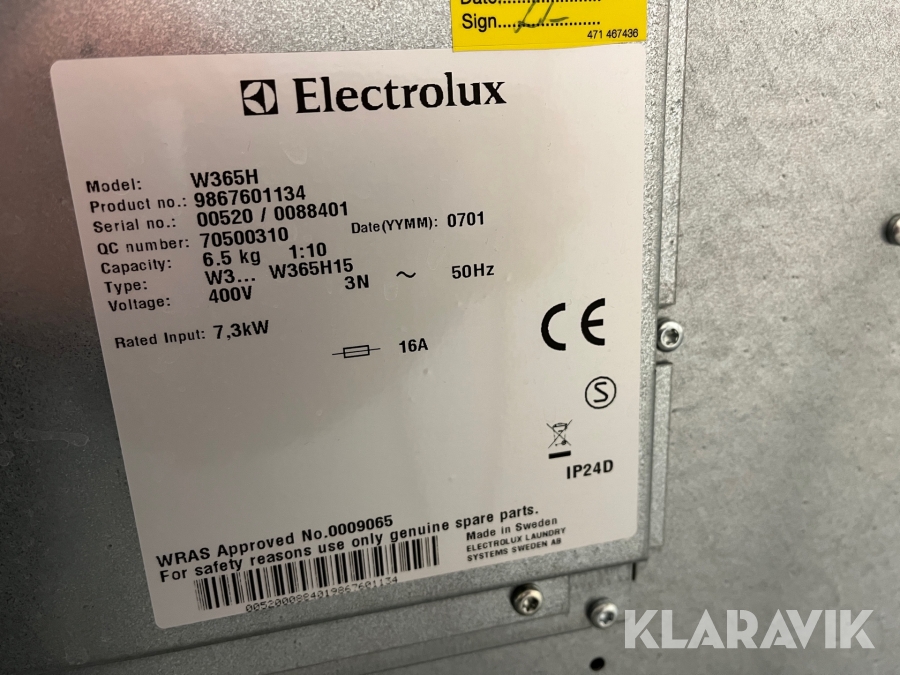 Date..................
Sign....................
471 467436
Electrolux
Model: W365H
Product no.: 9867601134
Serial no.: 00520 / 0088401
QC number: 70500310 Date(YYMM): 0701
Capacity: 6.5 kg 1:10
Type: W3... W365H15
Voltage: 400V 3N ~ 50Hz
Rated Input: 7,3kW
16A
CE
S
IP24D
WRAS Approved No.0009065
For safety reasons use only genuine spare parts.
Made in Sweden
ELECTROLUX LAUNDRY
SYSTEMS SWEDEN AB
0052000884019867601134
KLARAVIK